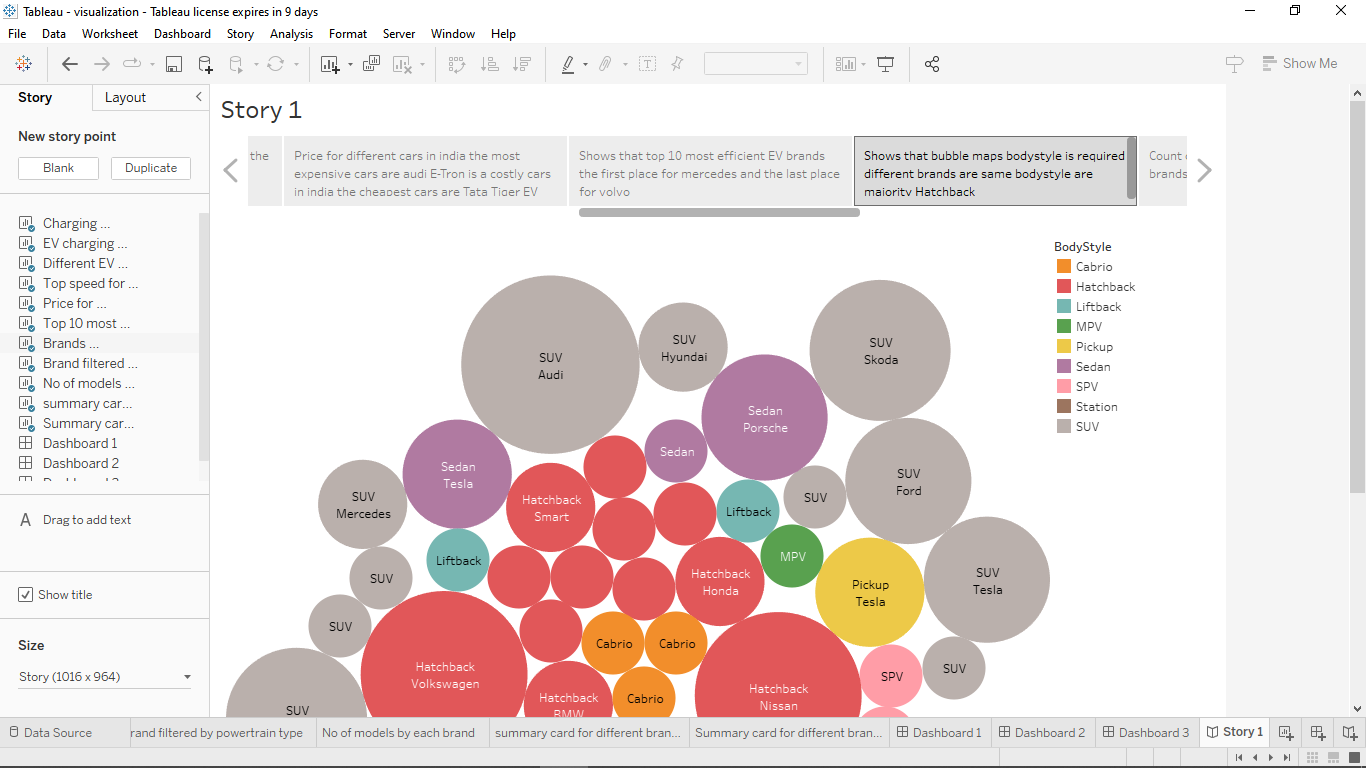 Tableau - visualization - Tableau license expires in 9 days
File Data Worksheet Dashboard Story Analysis Format Server Window Help
Show Me
Story Layout
New story point
Blank Duplicate
Charging ...
EV charging ...
Different EV ...
Top speed for ...
Price for ...
Top 10 most ...
Brands ...
Brand filtered ...
No of models ...
summary car...
Summary car...
Dashboard 1
Dashboard 2
A Drag to add text
Show title
Size
Story (1016 x 964)
Story 1
the
Price for different cars in india the most
expensive cars are audi E-Tron is a costly cars
in india the cheapest cars are Tata Tiger EV
Shows that top 10 most efficient EV brands
the first place for mercedes and the last place
for volvo
Shows that bubble maps bodystyle is required
different brands are same bodystyle are
majority Hatchback
Count
brands
BodyStyle
Cabrio
Hatchback
Liftback
MPV
Pickup
Sedan
SPV
Station
SUV
SUV
Audi
SUV
Hyundai
SUV
Skoda
Sedan
Porsche
Sedan
Sedan
Tesla
SUV
Ford
SUV
Mercedes
Hatchback
Smart
Liftback
SUV
Liftback
MPV
SUV
Hatchback
Honda
Pickup
Tesla
SUV
Tesla
SUV
Cabrio
Cabrio
Hatchback
Volkswagen
SPV
SUV
Hatchback
BMW
Cabrio
Hatchback
Nissan
SUV
Data Source rand filtered by powertrain type No of models by each brand summary card for different bran... Summary card for different bran... Dashboard 1 Dashboard 2 Dashboard 3 Story 1